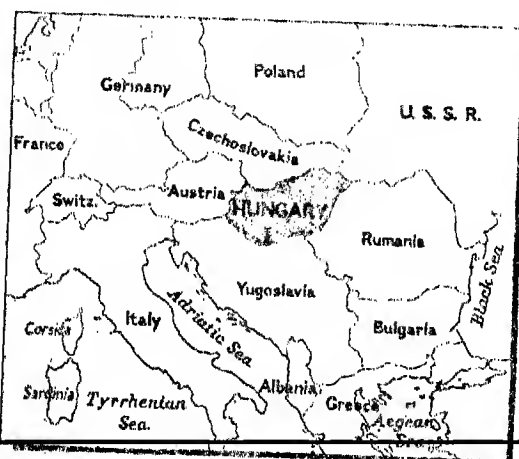 Poland
Germany
U. S. S. R.
Czechoslovakia
France
Austria
Switz.
HUNGARY
Rumania
Black Sea
Yugoslavia
Adriatic Sea
Italy
Corsica
Bulgaria
Albania
Sardinia
Tyrrhenian
Sea.
Greece
Aegean
Sea